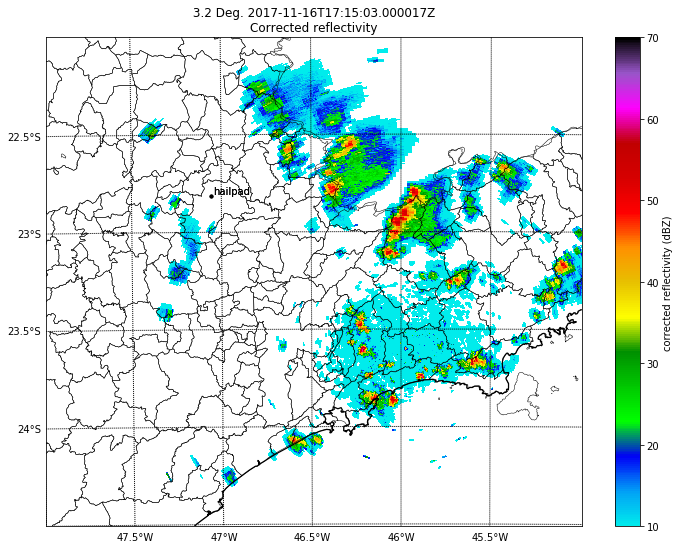 3.2 Deg. 2017-11-16T17:15:03.000017Z
Corrected reflectivity
22.5°S
23°S
23.5°S
24°S
47.5°W
47°W
46.5°W
46°W
45.5°W
hailpad
70
60
50
40
30
20
10
corrected reflectivity (dBZ)